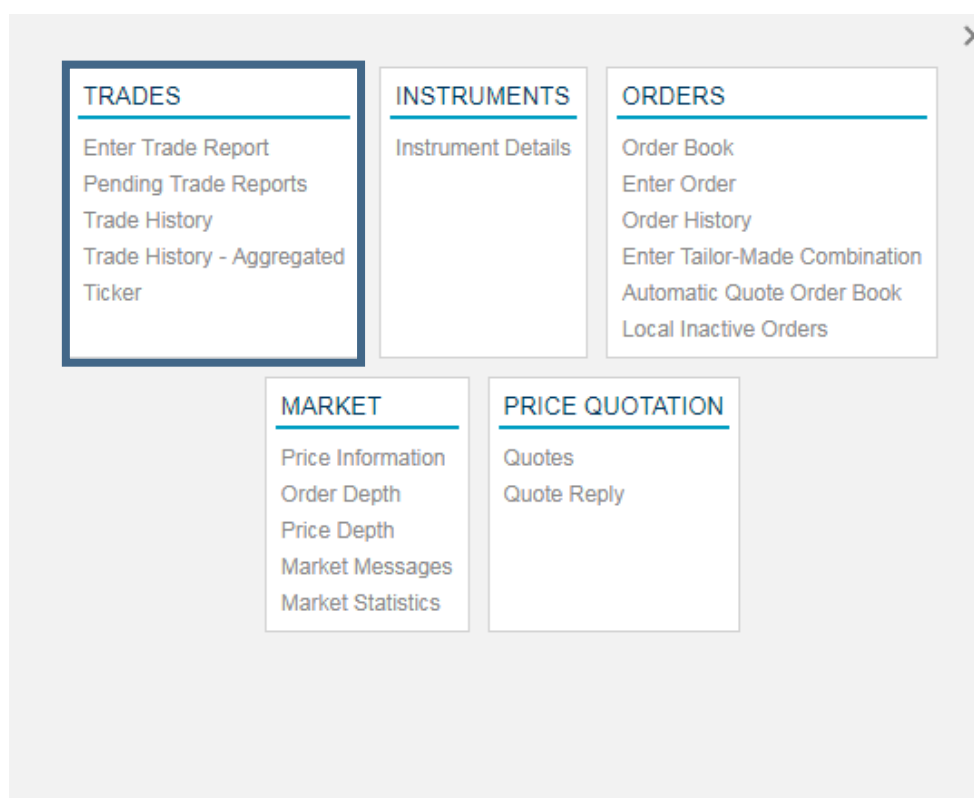 TRADES
Enter Trade Report
Pending Trade Reports
Trade History
Trade History - Aggregated
Ticker
INSTRUMENTS
Instrument Details
ORDERS
Order Book
Enter Order
Order History
Enter Tailor-Made Combination
Automatic Quote Order Book
Local Inactive Orders
MARKET
Price Information
Order Depth
Price Depth
Market Messages
Market Statistics
PRICE QUOTATION
Quotes
Quote Reply